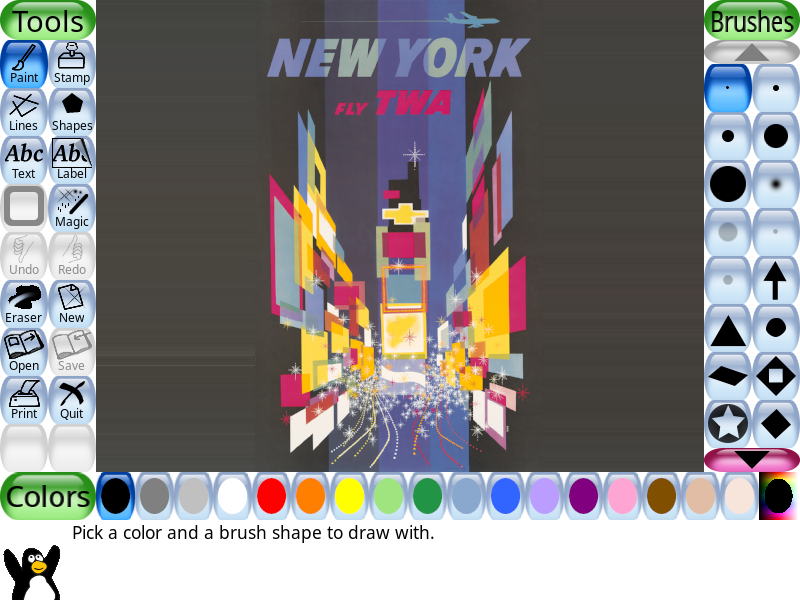 Tools
Brushes
Paint
Stamp
Lines
Shapes
Abc
Text
Abc
Label
Magic
Undo
Redo
Eraser
New
Open
Save
Print
Quit
NEW YORK
FLY TWA
Colors
Pick a color and a brush shape to draw with.